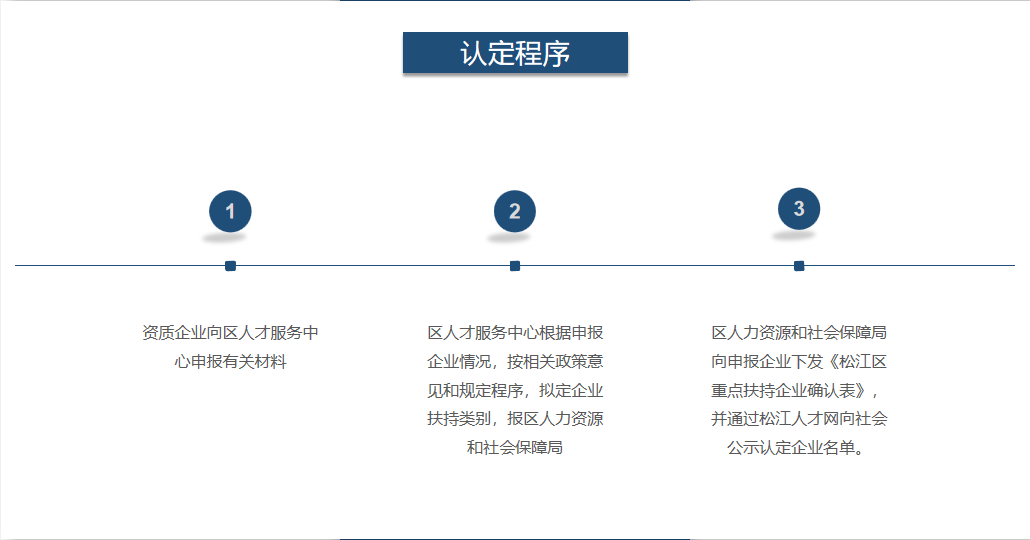 认定程序
1
资质企业向区人才服务中
心申报有关材料
2
区人才服务中心根据申报
企业情况，按相关政策意
见和规定程序，拟定企业
扶持类别，报区人力资源
和社会保障局
3
区人力资源和社会保障局
向申报企业下发《松江区
重点扶持企业确认表》，
并通过松江人才网向社会
公示认定企业名单。